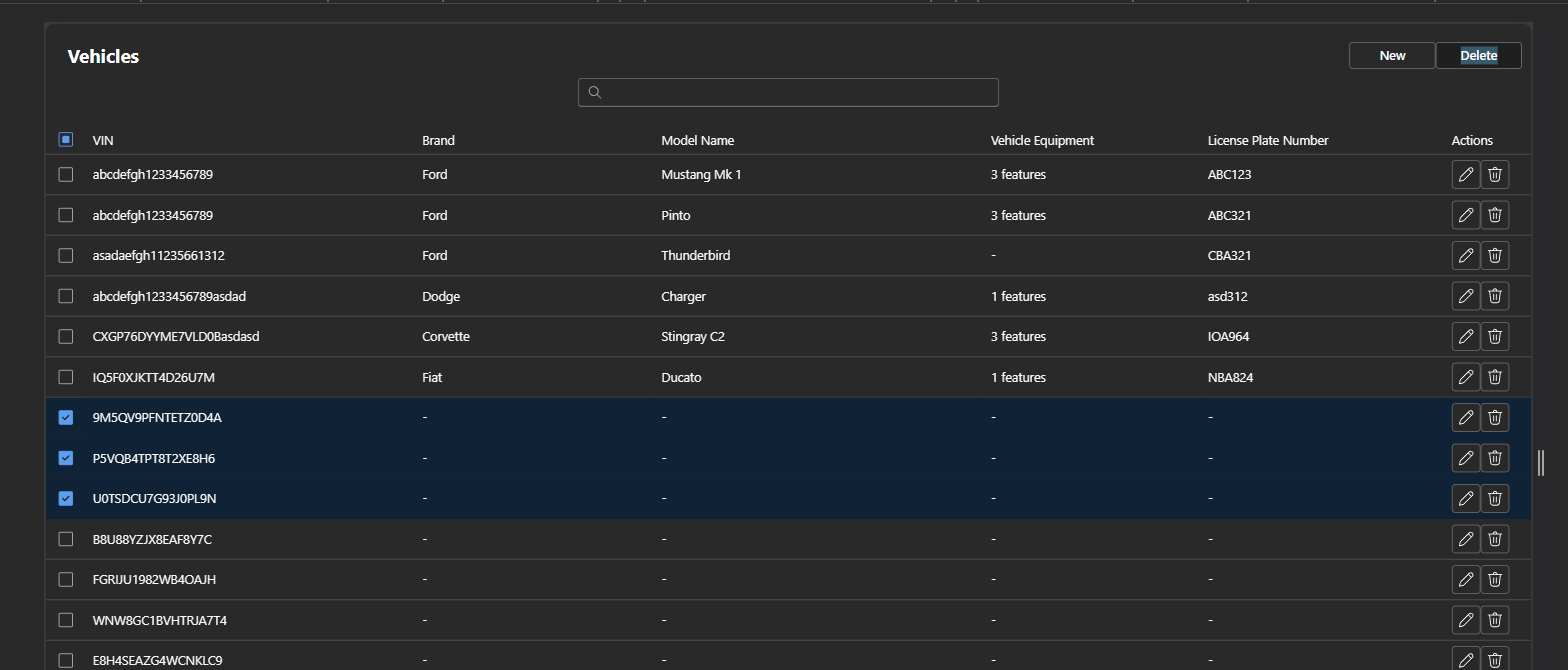 Vehicles
New Delete
VIN Brand Model Name Vehicle Equipment License Plate Number Actions
abcdefgh1233456789 Ford Mustang Mk 1 3 features ABC123
abcdefgh1233456789 Ford Pinto 3 features ABC321
asadaefgh11235661312 Ford Thunderbird - CBA321
abcdefgh1233456789asdad Dodge Charger 1 features asd312
CXGP76DYYME7VLD0Basdasd Corvette Stingray C2 3 features IOA964
IQ5F0XJKTT4D26U7M Fiat Ducato 1 features NBA824
9M5QV9PFNTETZ0D4A - - - -
P5VQB4TPT8T2XE8H6 - - - -
U0TSDCU7G93J0PL9N - - - -
B8U88YZJX8EAF8Y7C - - - -
FGRIJU1982WB4OAJH - - - -
WNW8GC1BVHTRJA7T4 - - - -
E8H4SEAZG4WCNKLC9 - - - -